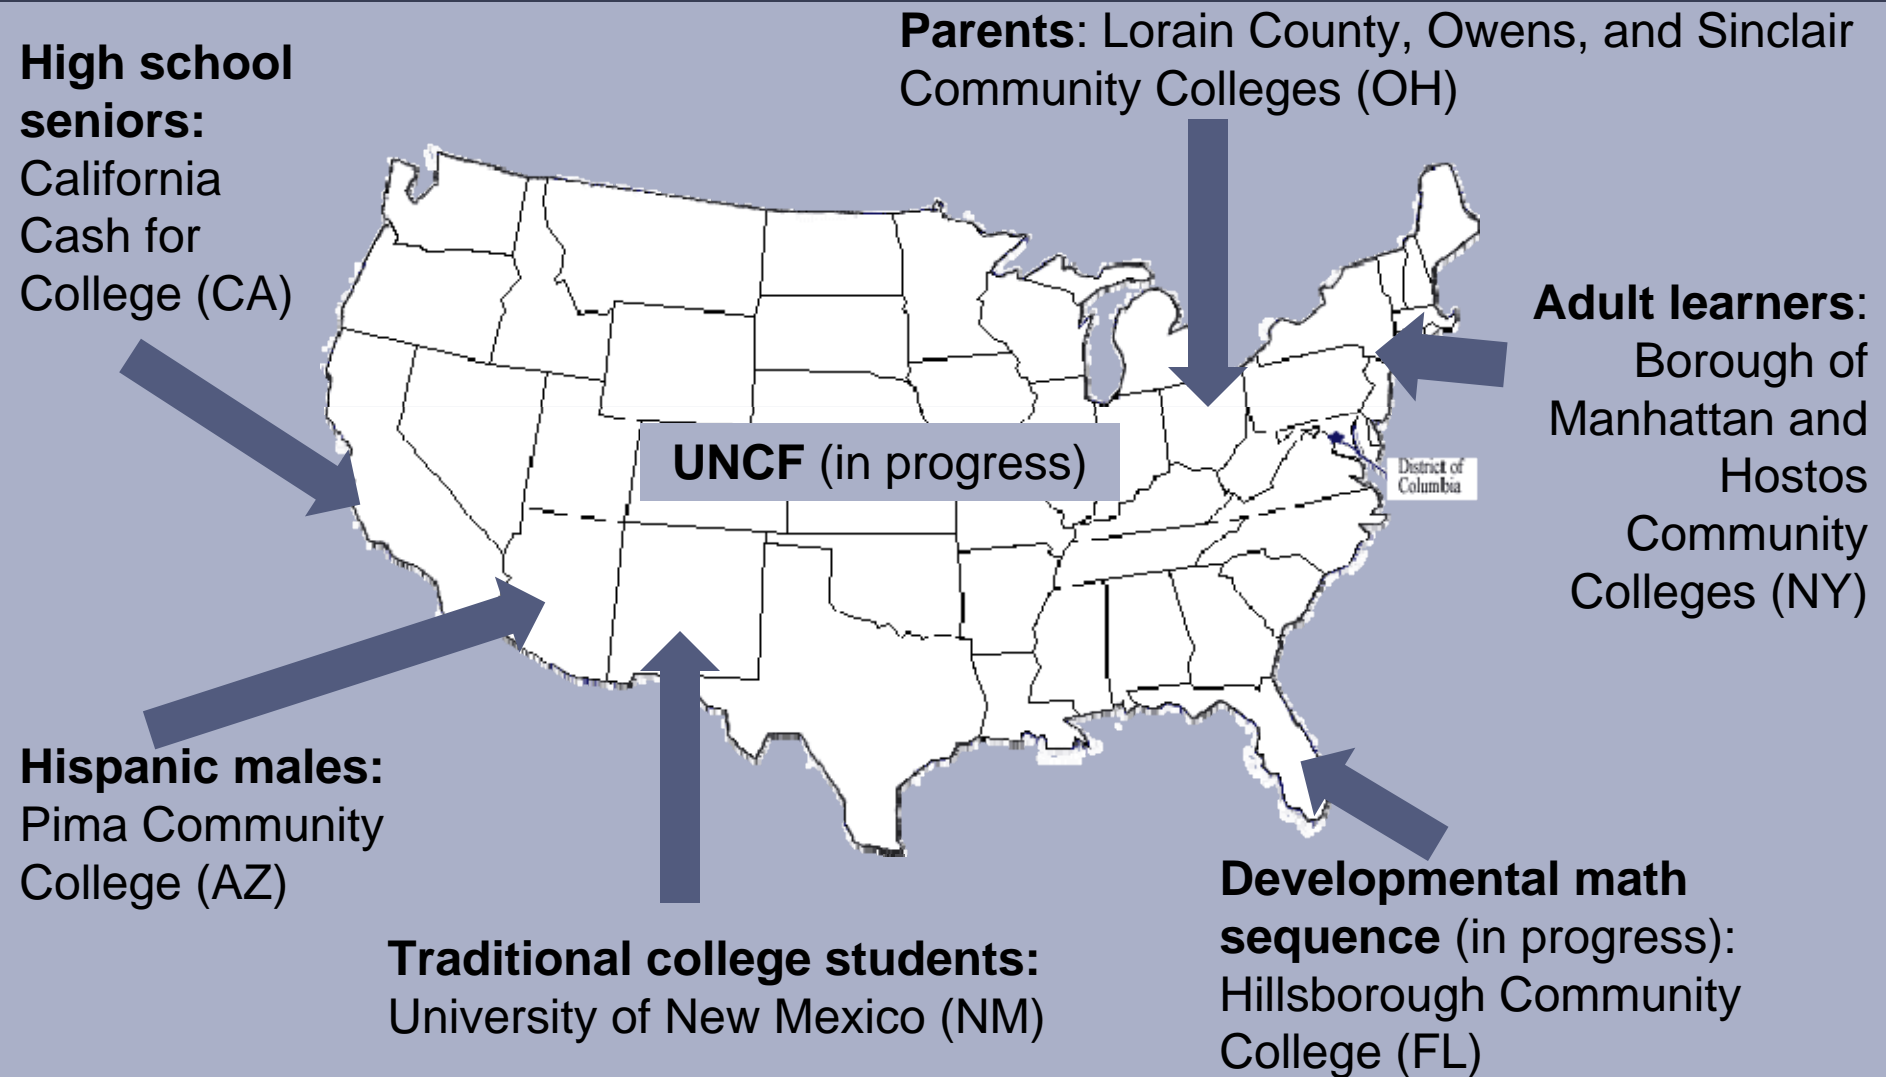 High school
seniors:
California
Cash for
College (CA)
Parents: Lorain County, Owens, and Sinclair
Community Colleges (OH)
Adult learners:
Borough of
Manhattan and
Hostos
Community
Colleges (NY)
UNCF (in progress)
District of
Columbia
Hispanic males:
Pima Community
College (AZ)
Traditional college students:
University of New Mexico (NM)
Developmental math
sequence (in progress):
Hillsborough Community
College (FL)